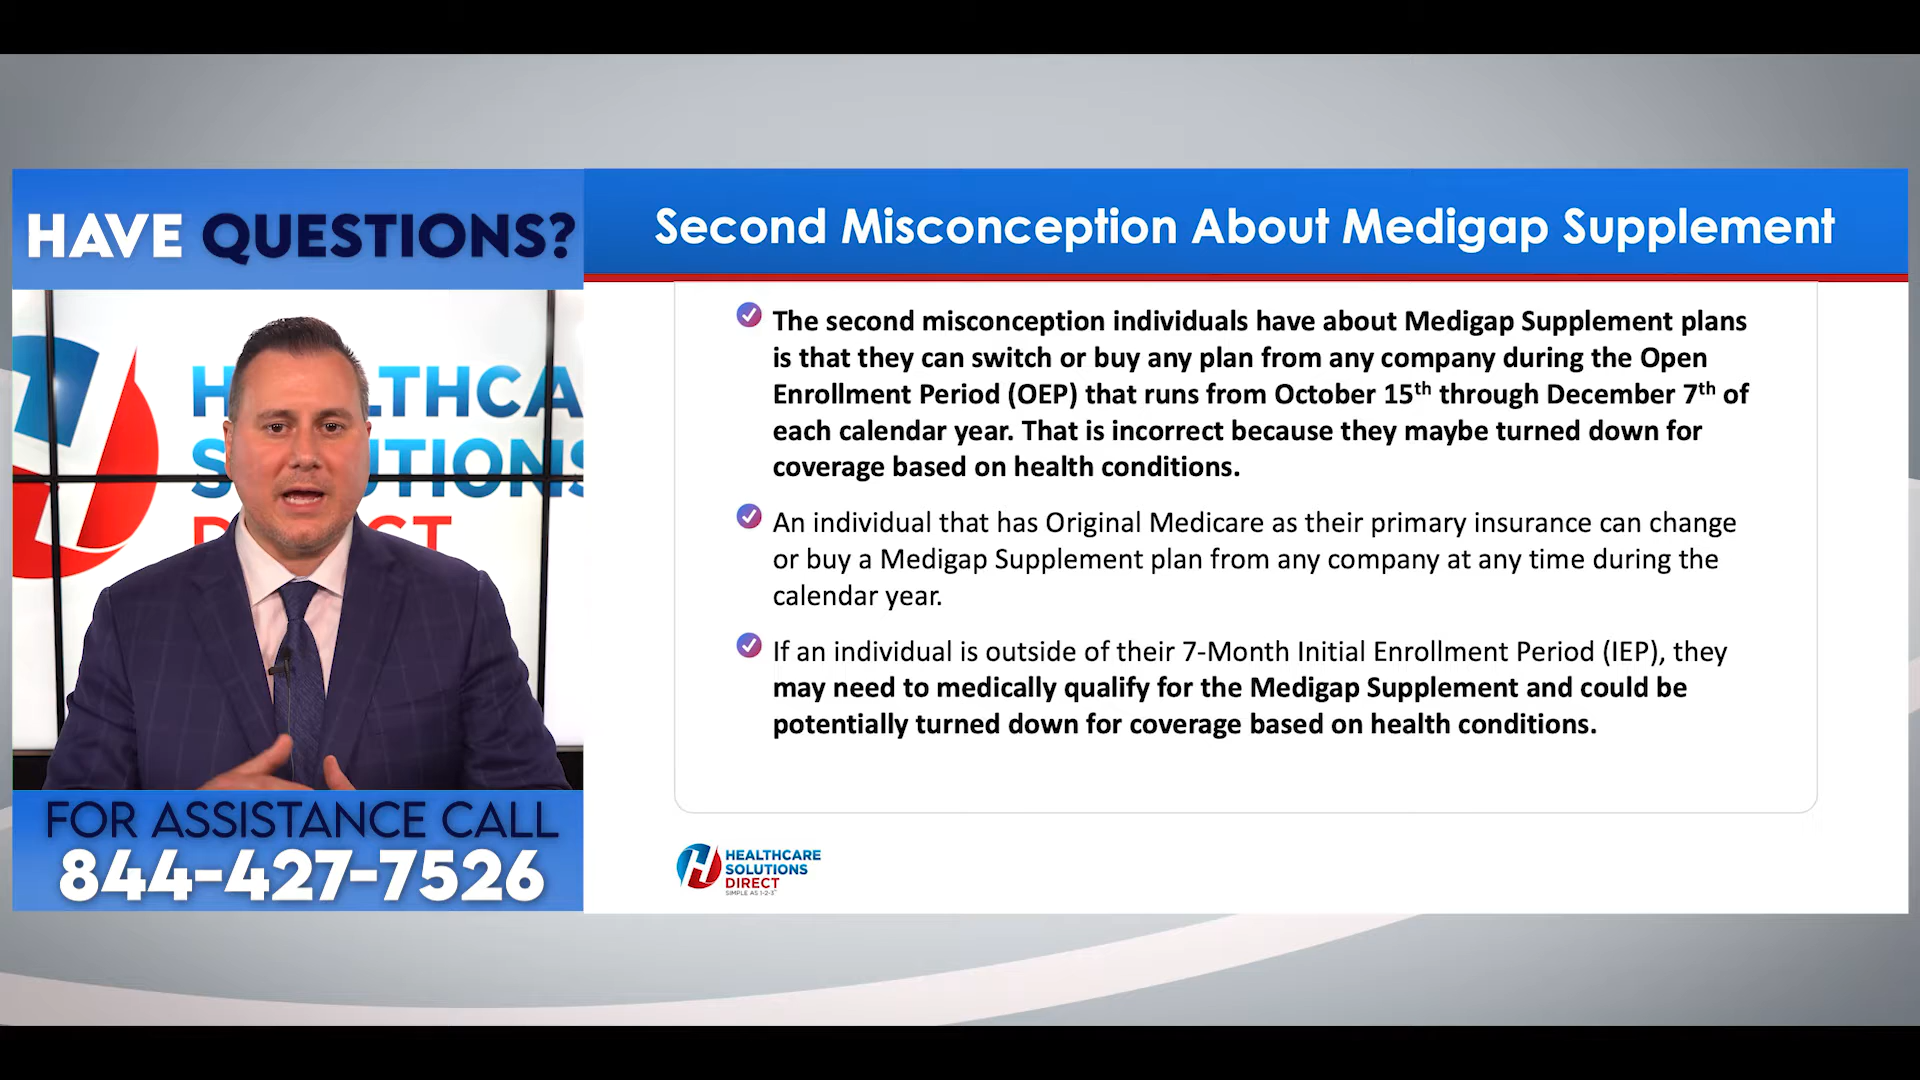 HAVE QUESTIONS?
Second Misconception About Medigap Supplement
The second misconception individuals have about Medigap Supplement plans
is that they can switch or buy any plan from any company during the Open
Enrollment Period (OEP) that runs from October 15th through December 7th of
each calendar year. That is incorrect because they maybe turned down for
coverage based on health conditions.
An individual that has Original Medicare as their primary insurance can change
or buy a Medigap Supplement plan from any company at any time during the
calendar year.
If an individual is outside of their 7-Month Initial Enrollment Period (IEP), they
may need to medically qualify for the Medigap Supplement and could be
potentially turned down for coverage based on health conditions.
FOR ASSISTANCE CALL
844-427-7526
HEALTHCARE
SOLUTIONS
DIRECT
SIMPLE AS 1-2-3